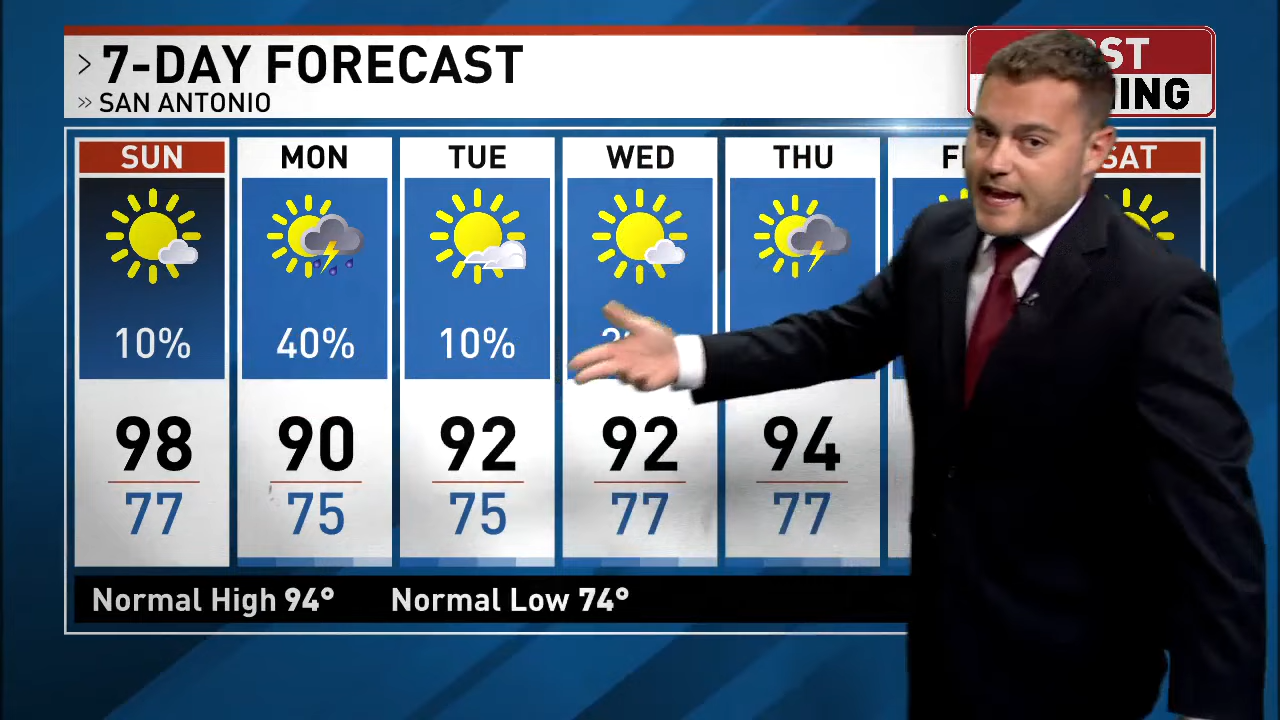 7-DAY FORECAST
SAN ANTONIO
SUN MON TUE WED THU SAT
10% 40% 10%
98 90 92 92 94
77 75 75 77 77
Normal High 94° Normal Low 74°